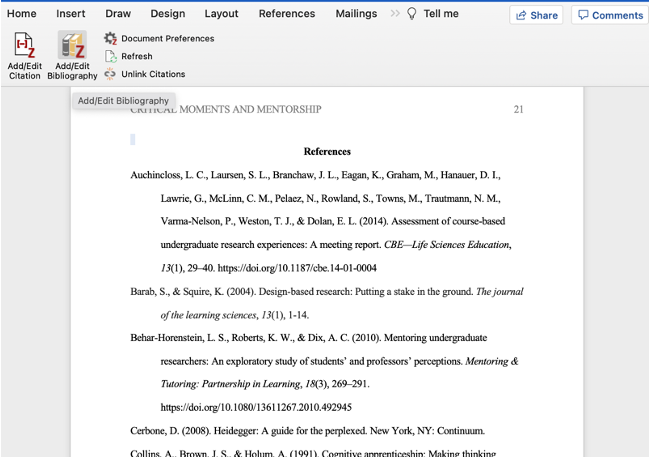 Home Insert Draw Design Layout References Mailings >> Tell me Share Comments
Add/Edit Citation
Add/Edit Bibliography
Document Preferences
Refresh
Unlink Citations
Add/Edit Bibliography
CRITICAL MOMENTS AND MENTORSHIP 21
References
Auchincloss, L. C., Laursen, S. L., Branchaw, J. L., Eagan, K., Graham, M., Hanauer, D. I.,
Lawrie, G., McLinn, C. M., Pelaez, N., Rowland, S., Towns, M., Trautmann, N. M.,
Varma-Nelson, P., Weston, T. J., & Dolan, E. L. (2014). Assessment of course-based
undergraduate research experiences: A meeting report. CBE—Life Sciences Education,
13(1), 29–40. https://doi.org/10.1187/cbe.14-01-0004
Barab, S., & Squire, K. (2004). Design-based research: Putting a stake in the ground. The journal
of the learning sciences, 13(1), 1-14.
Behar-Horenstein, L. S., Roberts, K. W., & Dix, A. C. (2010). Mentoring undergraduate
researchers: An exploratory study of students’ and professors’ perceptions. Mentoring &
Tutoring: Partnership in Learning, 18(3), 269–291.
https://doi.org/10.1080/13611267.2010.492945
Cerbone, D. (2008). Heidegger: A guide for the perplexed. New York, NY: Continuum.
Collins, A., Brown, J. S., & Holum, A. (1991). Cognitive apprenticeship: Making thinking